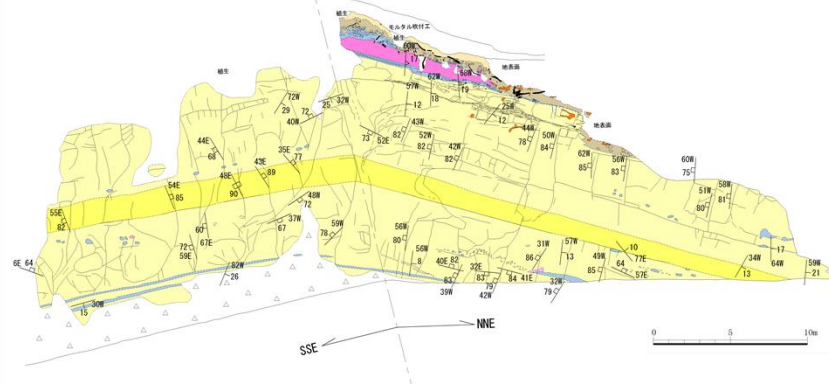 植生
モルタル吹付工
植生
60W
17
地表面
植生
62W
68W
19
57W
18
12
25W
12
地表面
72W
29
72
25
32W
40W
73
52E
43W
82
52W
82
42W
82
44W
78
50W
84
62W
85
56W
83
60W
75
44E
68
35E
77
43E
89
48E
90
54E
85
55E
82
51W
80
58W
81
48W
72
37W
67
59W
78
60
67E
72
59E
56W
80
56W
8
6E 64
82W
26
30W
15
40E
82
63
39W
32E
83
79
42W
84
41E
31W
86
57W
13
32W
79
49W
85
10
77E
64
57E
34W
13
17
64W
59W
21
SSE
NNE
0
5
10m